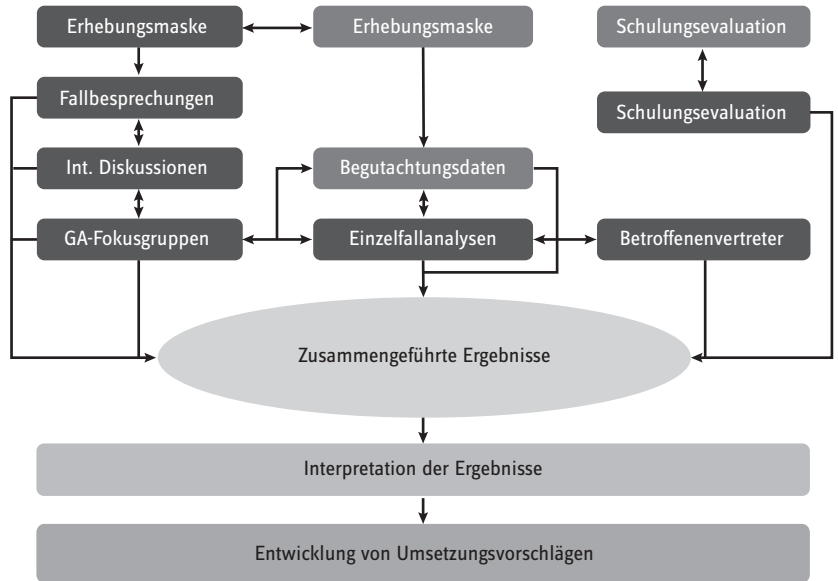 Erhebungsmaske
Erhebungsmaske
Schulungsevaluation
Fallbesprechungen
Schulungsevaluation
Int. Diskussionen
Begutachtungsdaten
GA-Fokusgruppen
Einzelfallanalysen
Betroffenenvertreter
Zusammengeführte Ergebnisse
Interpretation der Ergebnisse
Entwicklung von Umsetzungsvorschlägen